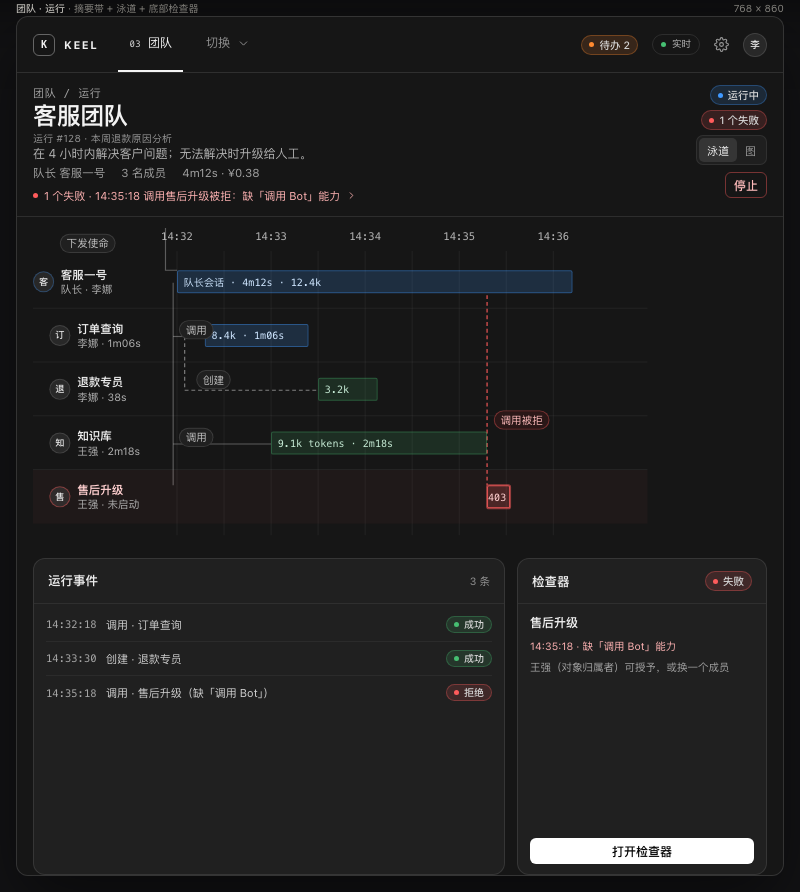 团队 · 运行 · 摘要带 + 泳道 + 底部检查器
768 × 860
K KEEL 03 团队 切换 待办 2 实时 李
团队 / 运行
运行中
客服团队
1 个失败
运行 #128 · 本周退款原因分析
在 4 小时内解决客户问题；无法解决时升级给人工。
泳道 图
队长 客服一号 3 名成员 4m12s · ¥0.38
停止
1 个失败 · 14:35:18 调用售后升级被拒：缺「调用 Bot」能力
下发使命
14:32 14:33 14:34 14:35 14:36
客 客服一号
队长 · 李娜
队长会话 · 4m12s · 12.4k
订 订单查询
李娜 · 1m06s
调用
8.4k · 1m06s
退 退款专员
李娜 · 38s
创建
3.2k
知 知识库
王强 · 2m18s
调用
9.1k tokens · 2m18s
调用被拒
售 售后升级
王强 · 未启动
403
运行事件
3 条
14:32:18 调用 · 订单查询 成功
14:33:30 创建 · 退款专员 成功
14:35:18 调用 · 售后升级（缺「调用 Bot」） 拒绝
检查器 失败
售后升级
14:35:18 · 缺「调用 Bot」能力
王强（对象归属者）可授予，或换一个成员
打开检查器